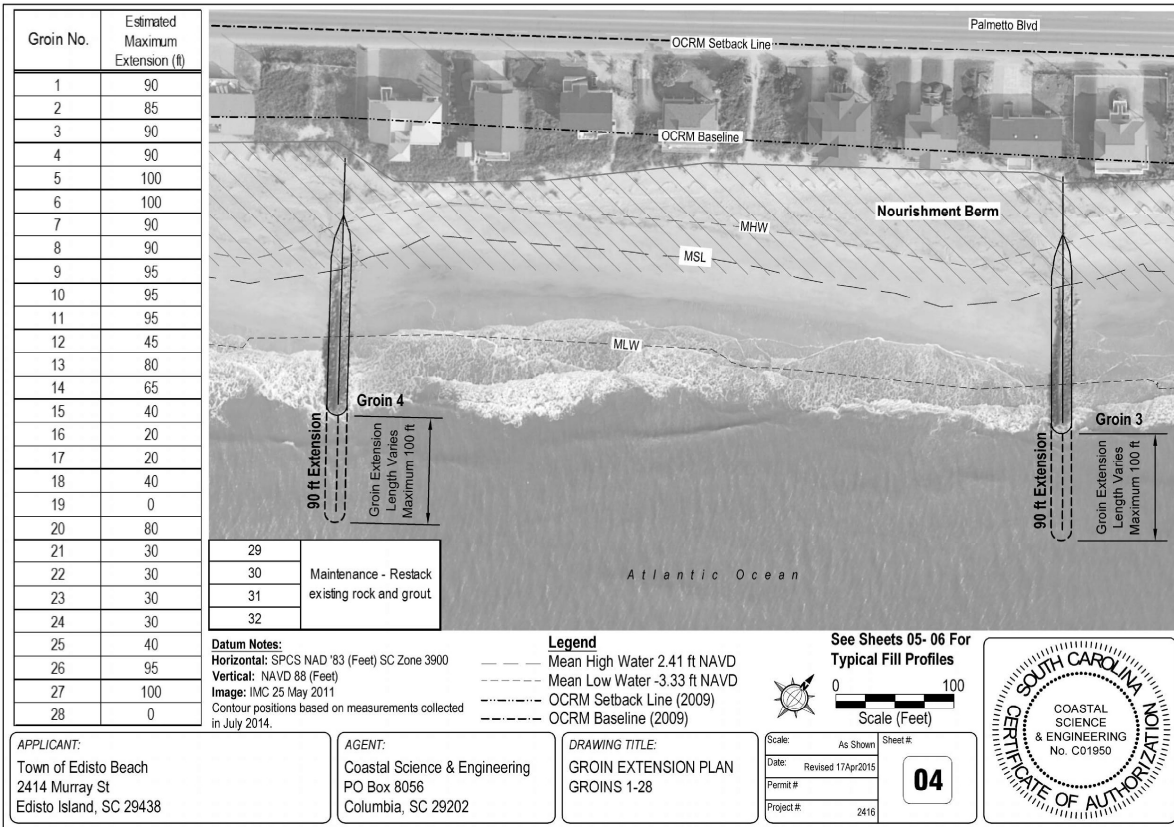 Groin No. Estimated Maximum Extension (ft)
1 90
2 85
3 90
4 90
5 100
6 100
7 90
8 90
9 95
10 95
11 95
12 45
13 80
14 65
15 40
16 20
17 20
18 40
19 0
20 80
21 30
22 30
23 30
24 30
25 40
26 95
27 100
28 0
Palmetto Blvd
OCRM Setback Line
OCRM Baseline
Nourishment Berm
MHW
MSL
MLW
Groin 4
90 ft Extension
Groin Extension
Length Varies
Maximum 100 ft
Groin 3
90 ft Extension
Groin Extension
Length Varies
Maximum 100 ft
Atlantic Ocean
29
30
31
32
Maintenance - Restack
existing rock and grout.
Datum Notes:
Horizontal: SPCS NAD '83 (Feet) SC Zone 3900
Vertical: NAVD 88 (Feet)
Image: IMC 25 May 2011
Contour positions based on measurements collected
in July 2014.
Legend
Mean High Water 2.41 ft NAVD
Mean Low Water -3.33 ft NAVD
OCRM Setback Line (2009)
OCRM Baseline (2009)
See Sheets 05- 06 For
Typical Fill Profiles
0 100
Scale (Feet)
SOUTH CAROLINA
CERTIFICATE OF AUTHORIZATION
COASTAL
SCIENCE
& ENGINEERING
No. C01950
APPLICANT:
Town of Edisto Beach
2414 Murray St
Edisto Island, SC 29438
AGENT:
Coastal Science & Engineering
PO Box 8056
Columbia, SC 29202
DRAWING TITLE:
GROIN EXTENSION PLAN
GROINS 1-28
Scale: As Shown
Date: Revised 17Apr2015
Permit #
Project #: 2416
Sheet #:
04